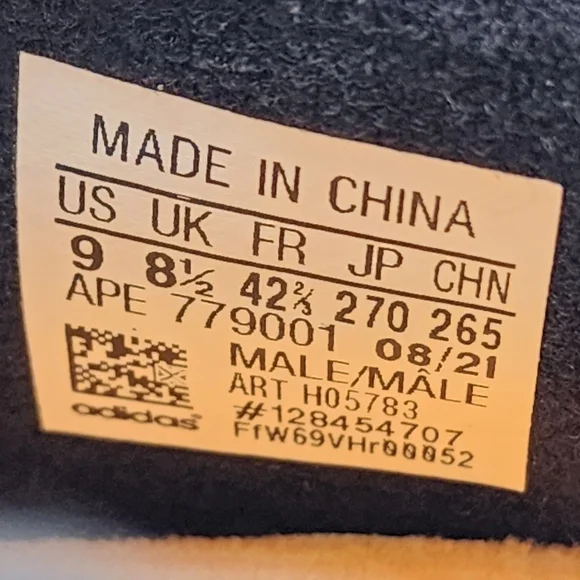 MADE IN CHINA
US UK FR JP CHN
9 8½ 42⅔ 270 265
APE 779001 08/21
MALE/MÂLE
ART H05783
#128454707
FfW69VHr00052
adidas